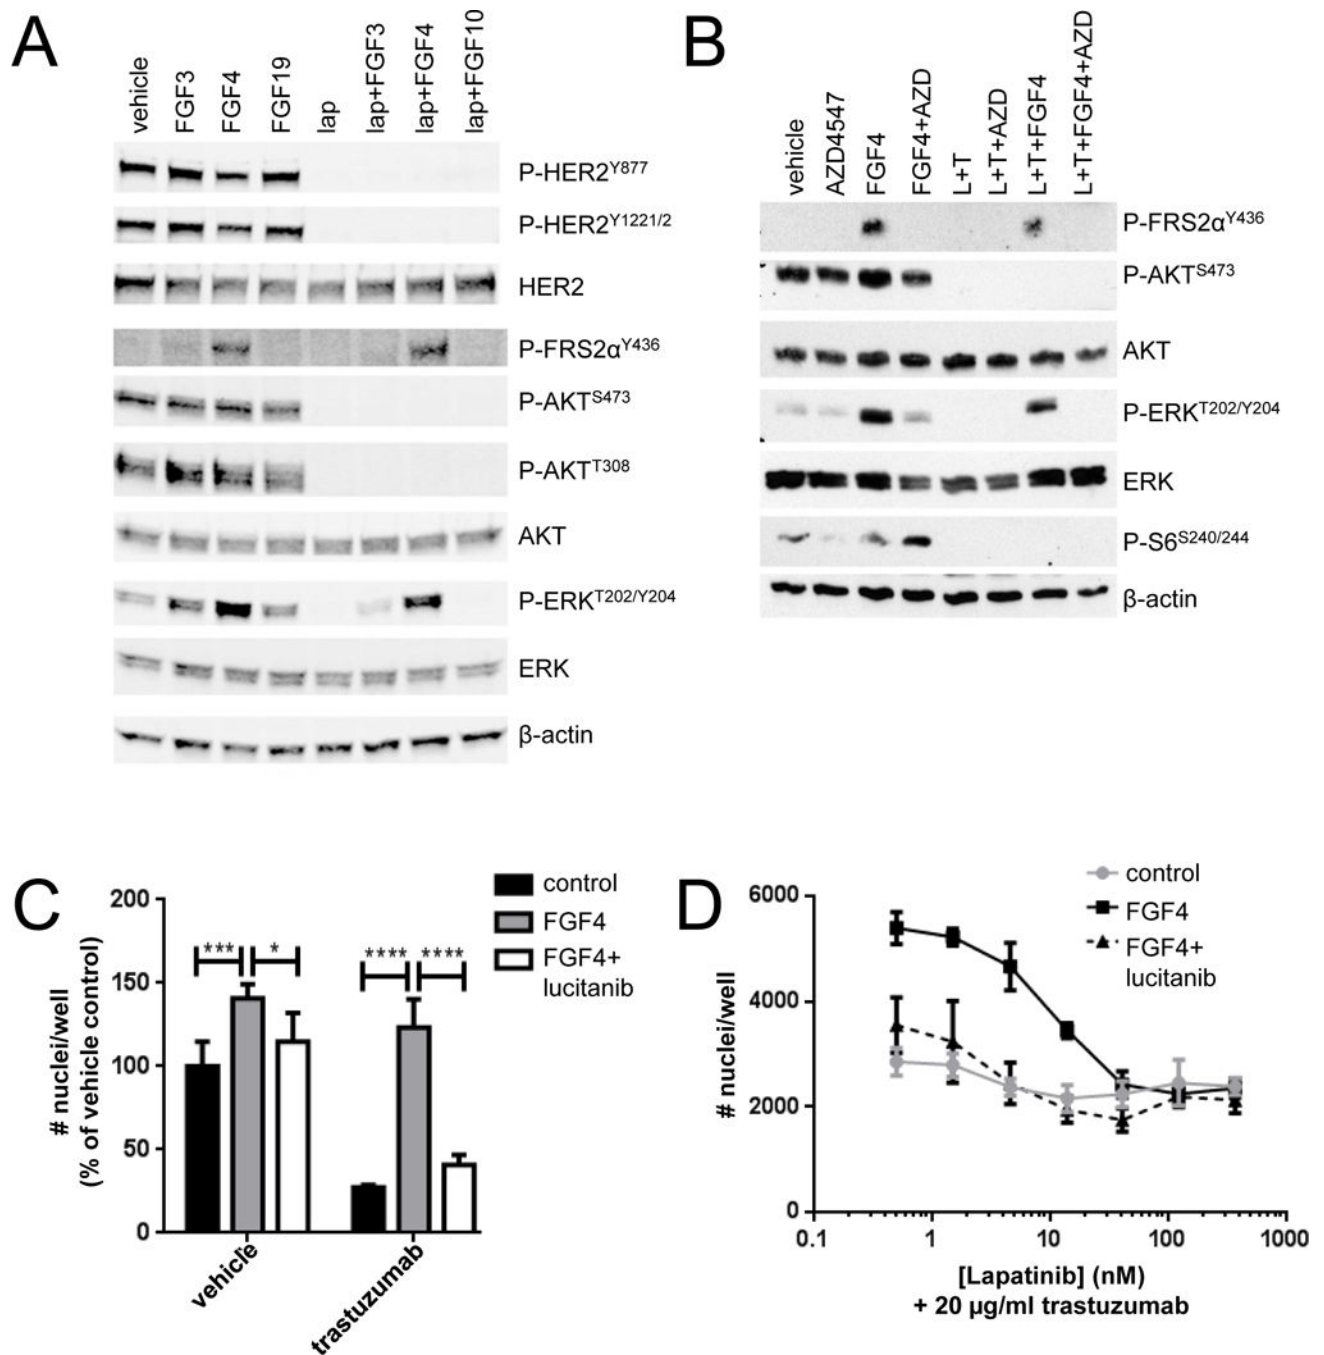 A
vehicle
FGF3
FGF4
FGF19
lap
lap+FGF3
lap+FGF4
lap+FGF10
P-HER2Y877
P-HER2Y1221/2
HER2
P-FRS2αY436
P-AKTS473
P-AKTT308
AKT
P-ERKT202/Y204
ERK
β-actin
B
vehicle
AZD4547
FGF4
FGF4+AZD
L+T
L+T+AZD
L+T+FGF4
L+T+FGF4+AZD
P-FRS2αY436
P-AKTS473
AKT
P-ERKT202/Y204
ERK
P-S6S240/244
β-actin
C
# nuclei/well
(% of vehicle control)
200
150
100
50
0
***
*
****
****
vehicle
trastuzumab
control
FGF4
FGF4+
lucitanib
D
# nuclei/well
6000
4000
2000
0
0.1
1
10
100
1000
[Lapatinib] (nM)
+ 20 µg/ml trastuzumab
control
FGF4
FGF4+
lucitanib